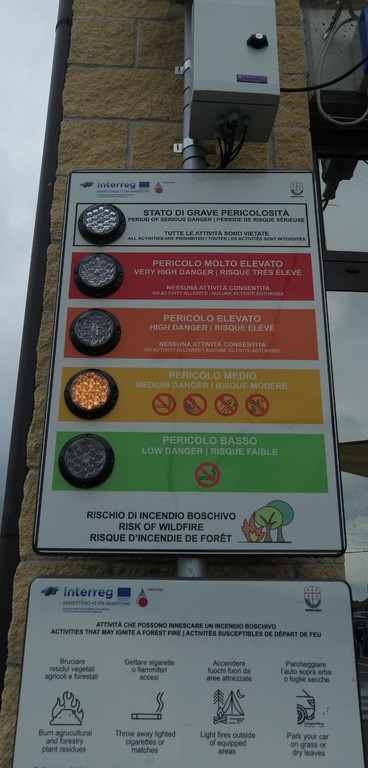 Interreg
STATO DI GRAVE PERICOLOSITÀ
PERIOD OF SERIOUS DANGER | PÉRIODE DE RISQUE SÉRIEUSE
TUTTE LE ATTIVITÀ SONO VIETATE
ALL ACTIVITIES ARE PROHIBITED | TOUTES LES ACTIVITÉS SONT INTERDITES
PERICOLO MOLTO ELEVATO
VERY HIGH DANGER | RISQUE TRÈS ÉLEVÉ
NESSUNA ATTIVITÀ CONSENTITA
NO ACTIVITY ALLOWED | AUCUNE ACTIVITÉ AUTORISÉE
PERICOLO ELEVATO
HIGH DANGER | RISQUE ÉLEVÉ
NESSUNA ATTIVITÀ CONSENTITA
NO ACTIVITY ALLOWED | AUCUNE ACTIVITÉ AUTORISÉE
PERICOLO MEDIO
MEDIUM DANGER | RISQUE MODÉRÉ
PERICOLO BASSO
LOW DANGER | RISQUE FAIBLE
RISCHIO DI INCENDIO BOSCHIVO
RISK OF WILDFIRE
RISQUE D'INCENDIE DE FORÊT
Interreg
MARITTIMO-IT FR-MARITIME
ATTIVITÀ CHE POSSONO INNESCARE UN INCENDIO BOSCHIVO
ACTIVITIES THAT MAY IGNITE A FOREST FIRE | ACTIVITÉS SUSCEPTIBLES DE DÉPART DE FEU
Bruciare
residui vegetali
agricoli e forestali
Gettare sigarette
o fiammiferi
accesi
Accendere
fuochi fuori da
aree attrezzate
Parcheggiare
l'auto sopra erba
o foglie secche
Burn agricultural
and forestry
plant residues
Throw away lighted
cigarettes or
matches
Light fires outside
of equipped
areas
Park your car
on grass or
dry leaves